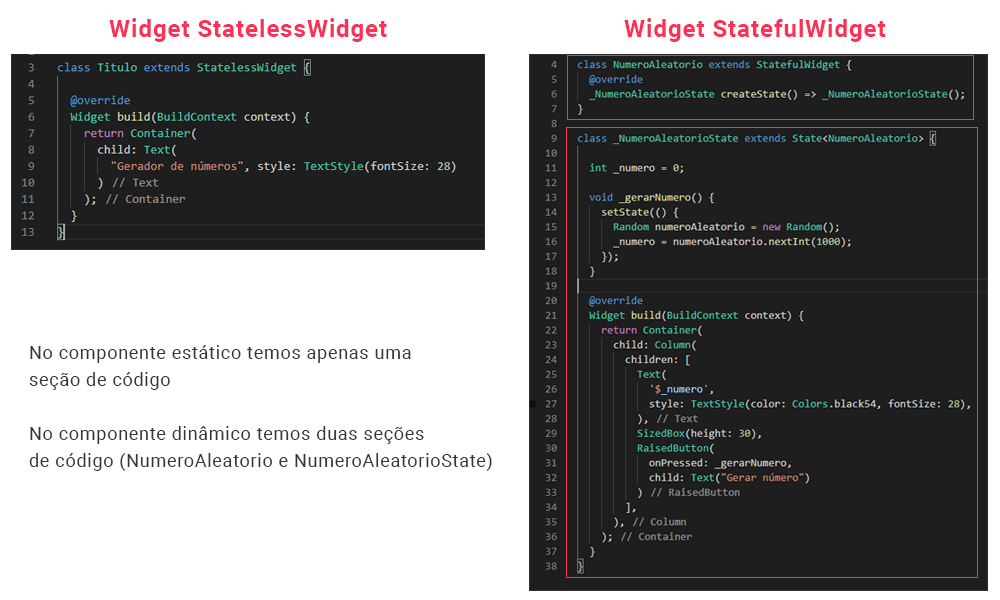 Widget StatelessWidget
3 class Titulo extends StatelessWidget {
4
5 @override
6 Widget build(BuildContext context) {
7 return Container(
8 child: Text(
9 "Gerador de números", style: TextStyle(fontSize: 28)
10 ) // Text
11 ); // Container
12 }
13 }
No componente estático temos apenas uma
seção de código
No componente dinâmico temos duas seções
de código (NumeroAleatorio e NumeroAleatorioState)
Widget StatefulWidget
4 class NumeroAleatorio extends StatefulWidget {
5 @override
6 _NumeroAleatorioState createState() => _NumeroAleatorioState();
7 }
8
9 class _NumeroAleatorioState extends State<NumeroAleatorio> {
10
11 int _numero = 0;
12
13 void _gerarNumero() {
14 setState(() {
15 Random numeroAleatorio = new Random();
16 _numero = numeroAleatorio.nextInt(1000);
17 });
18 }
19
20 @override
21 Widget build(BuildContext context) {
22 return Container(
23 child: Column(
24 children: [
25 Text(
26 '$_numero',
27 style: TextStyle(color: Colors.black54, fontSize: 28),
28 ), // Text
29 SizedBox(height: 30),
30 RaisedButton(
31 onPressed: _gerarNumero,
32 child: Text("Gerar número")
33 ) // RaisedButton
34 ],
35 ), // Column
36 ); // Container
37 }
38 }